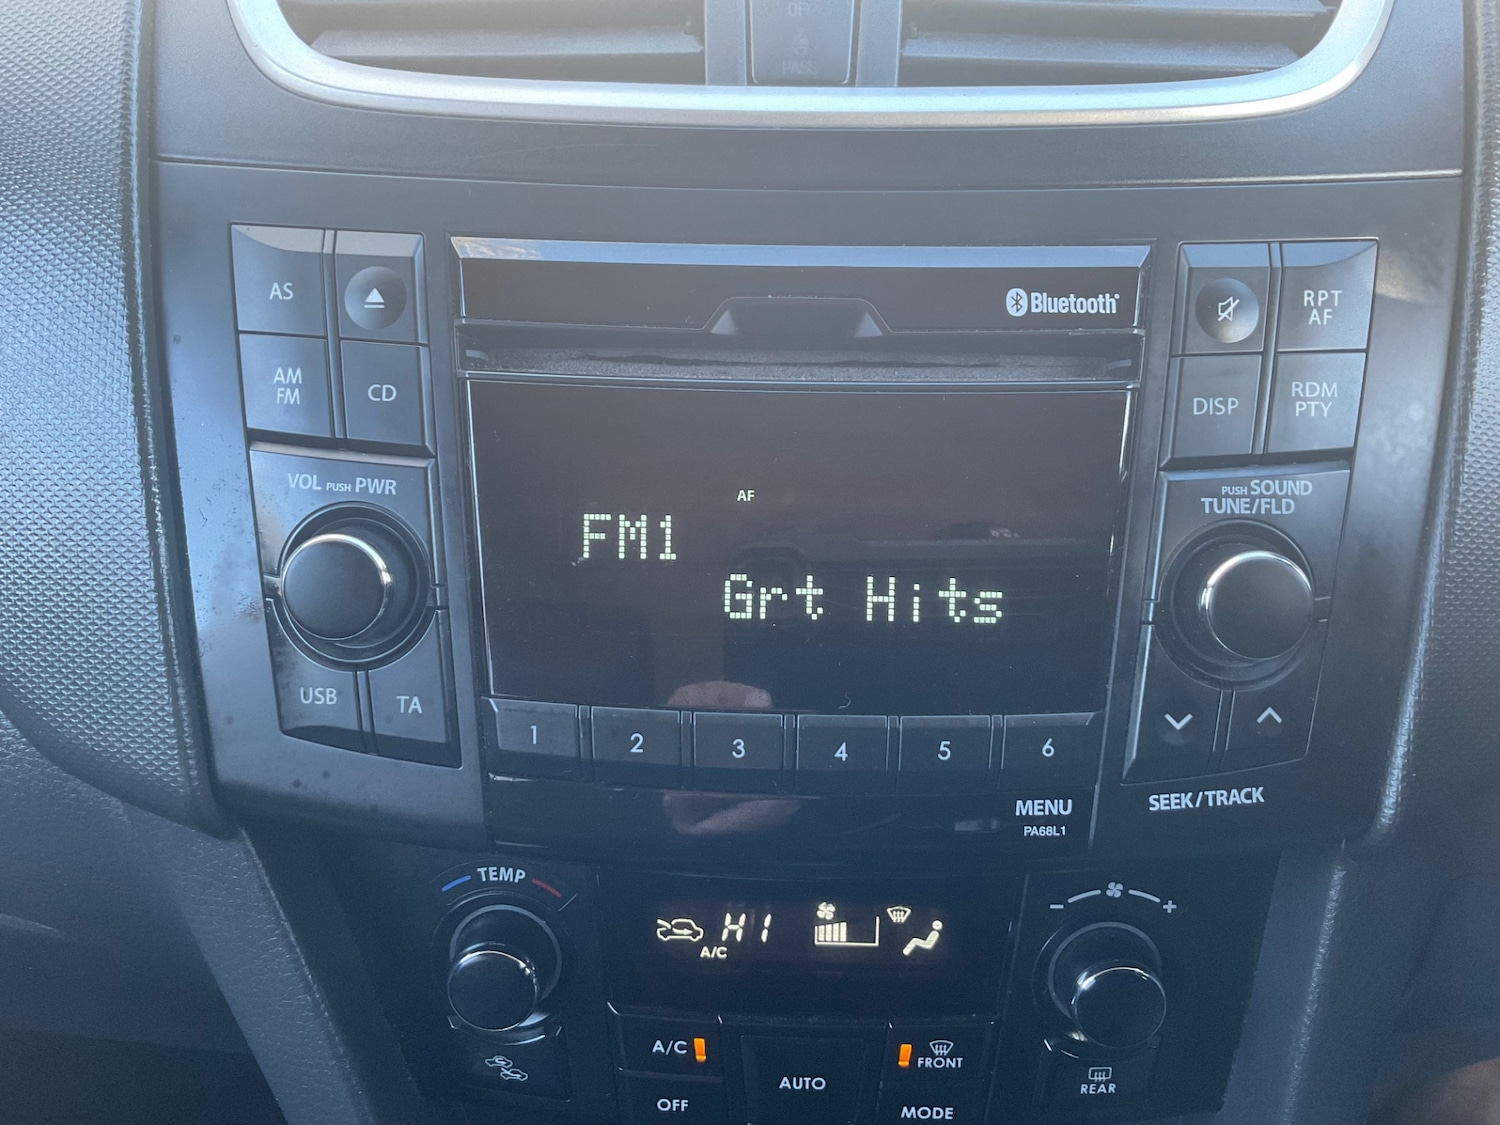 OFF
PASS
AS
AM
FM
CD
VOL PUSH PWR
USB
TA
Bluetooth
AF
FM1
Grt Hits
1 2 3 4 5 6
MENU
PA68L1
RPT
AF
DISP
RDM
PTY
PUSH SOUND
TUNE/FLD
SEEK/TRACK
TEMP
A/C
HI
- +
A/C
OFF
AUTO
FRONT
MODE
REAR